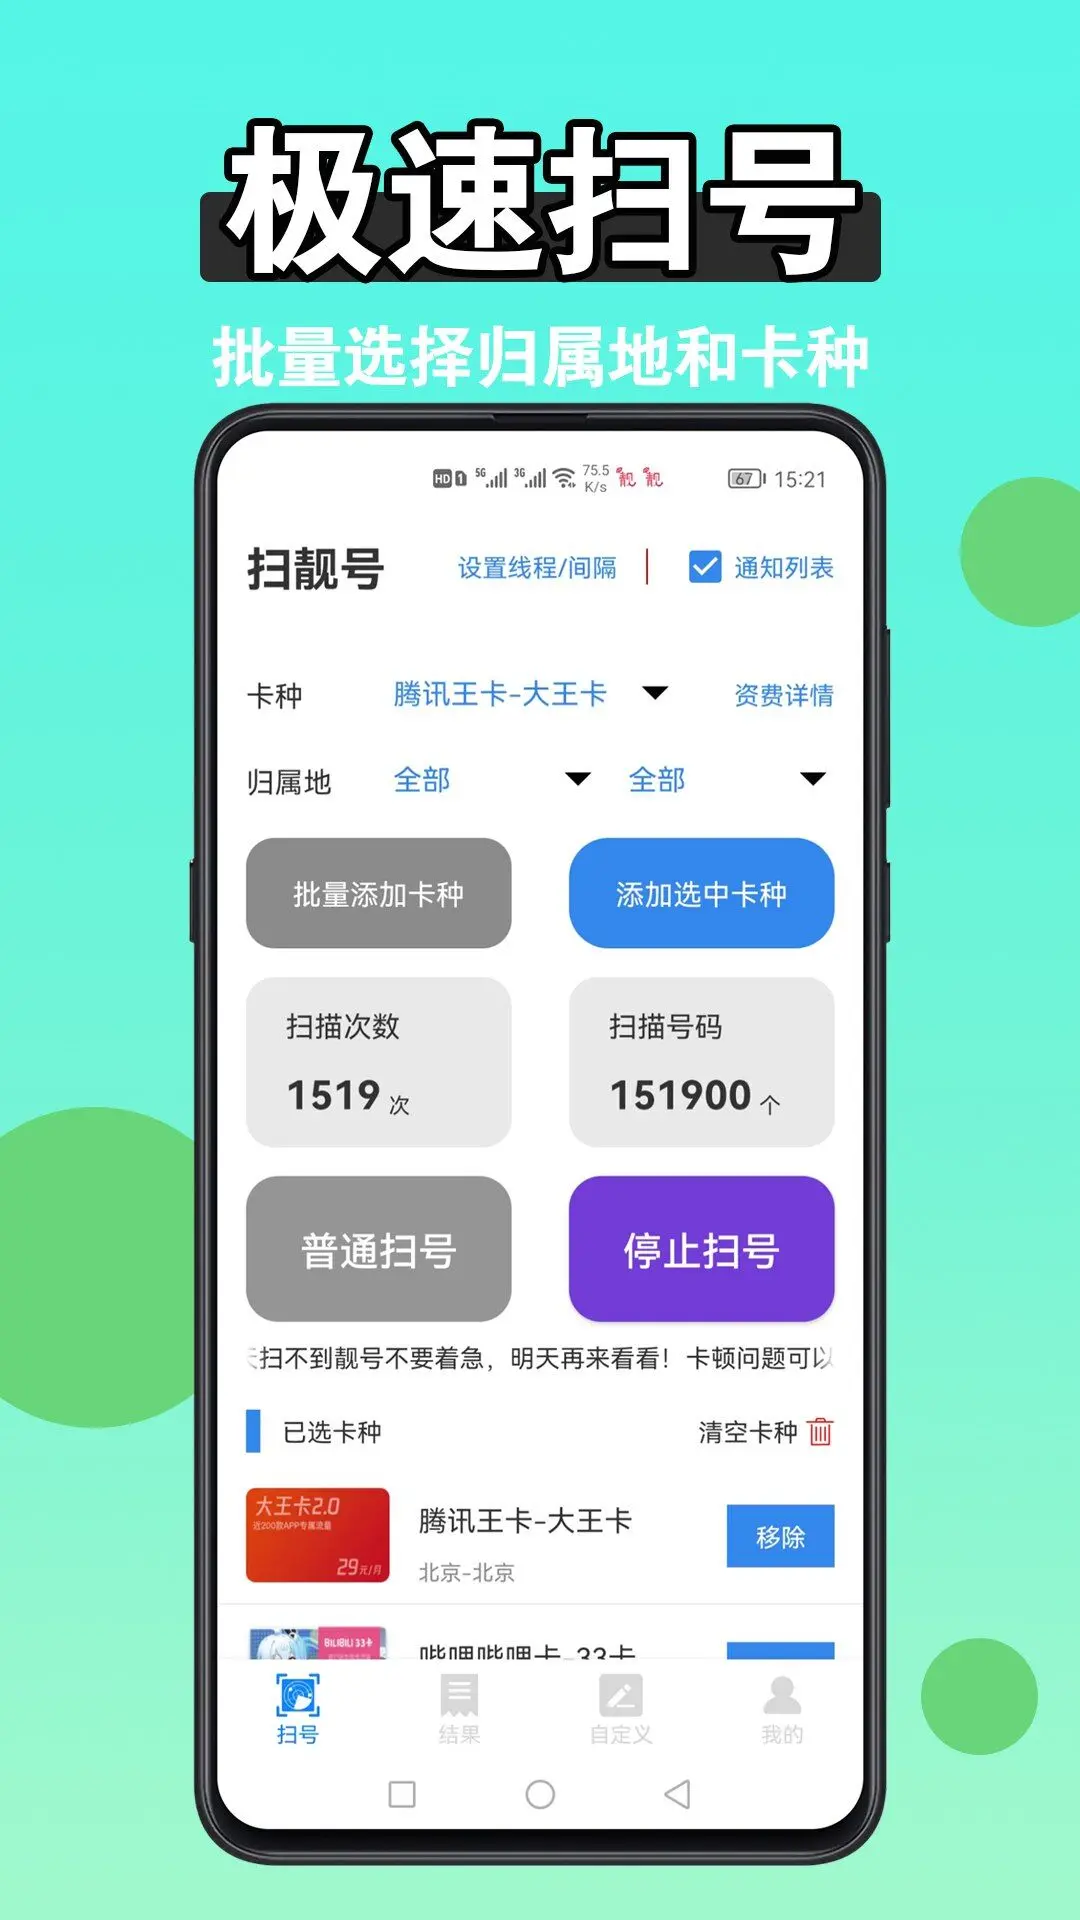 极速扫号
批量选择归属地和卡种
HD 1 5G 3G 75.5 K/s 靓 靓 67 15:21
扫靓号 设置线程/间隔 通知列表
卡种 腾讯王卡-大王卡 资费详情
归属地 全部 全部
批量添加卡种 添加选中卡种
扫描次数 扫描号码
1519 次 151900 个
普通扫号 停止扫号
扫不到靓号不要着急，明天再来看看！卡顿问题可以
已选卡种 清空卡种
大王卡2.0
近200款APP专属流量
29元/月
腾讯王卡-大王卡
北京-北京
移除
BILIBILI 33卡
哔哩哔哩卡-33卡
扫号 结果 自定义 我的